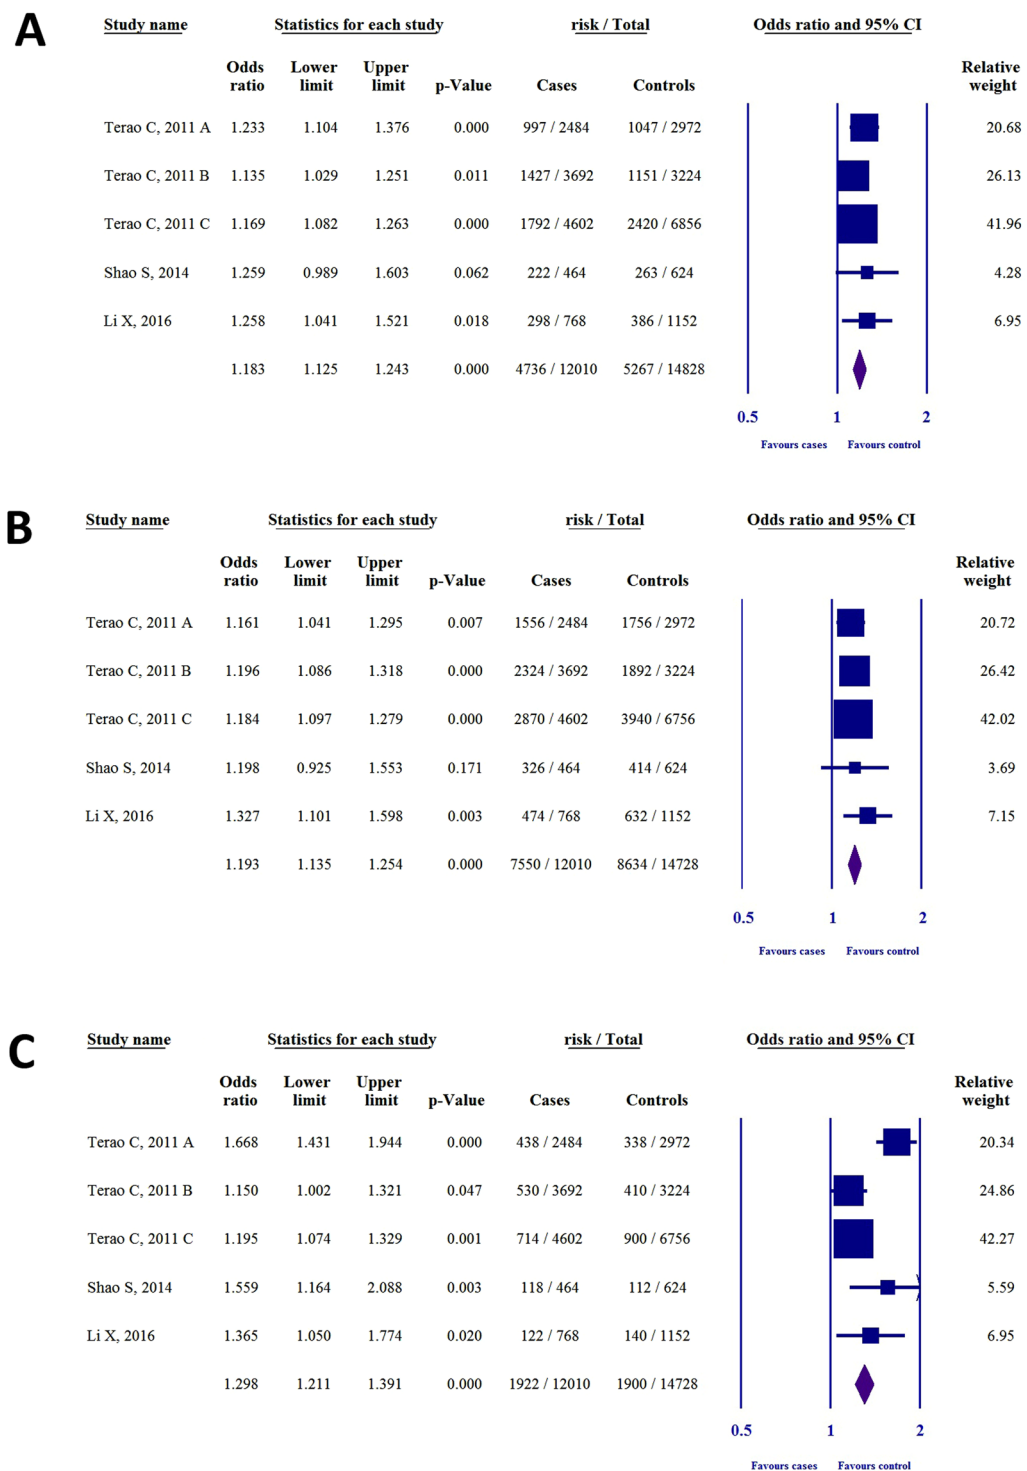 A
Study name Statistics for each study risk / Total Odds ratio and 95% CI
Odds Lower Upper Relative
ratio limit limit p-Value Cases Controls weight
Terao C, 2011 A 1.233 1.104 1.376 0.000 997 / 2484 1047 / 2972 20.68
Terao C, 2011 B 1.135 1.029 1.251 0.011 1427 / 3692 1151 / 3224 26.13
Terao C, 2011 C 1.169 1.082 1.263 0.000 1792 / 4602 2420 / 6856 41.96
Shao S, 2014 1.259 0.989 1.603 0.062 222 / 464 263 / 624 4.28
Li X, 2016 1.258 1.041 1.521 0.018 298 / 768 386 / 1152 6.95
1.183 1.125 1.243 0.000 4736 / 12010 5267 / 14828
0.5 1 2
Favours cases Favours control
B
Study name Statistics for each study risk / Total Odds ratio and 95% CI
Odds Lower Upper Relative
ratio limit limit p-Value Cases Controls weight
Terao C, 2011 A 1.161 1.041 1.295 0.007 1556 / 2484 1756 / 2972 20.72
Terao C, 2011 B 1.196 1.086 1.318 0.000 2324 / 3692 1892 / 3224 26.42
Terao C, 2011 C 1.184 1.097 1.279 0.000 2870 / 4602 3940 / 6756 42.02
Shao S, 2014 1.198 0.925 1.553 0.171 326 / 464 414 / 624 3.69
Li X, 2016 1.327 1.101 1.598 0.003 474 / 768 632 / 1152 7.15
1.193 1.135 1.254 0.000 7550 / 12010 8634 / 14728
0.5 1 2
Favours cases Favours control
C
Study name Statistics for each study risk / Total Odds ratio and 95% CI
Odds Lower Upper Relative
ratio limit limit p-Value Cases Controls weight
Terao C, 2011 A 1.668 1.431 1.944 0.000 438 / 2484 338 / 2972 20.34
Terao C, 2011 B 1.150 1.002 1.321 0.047 530 / 3692 410 / 3224 24.86
Terao C, 2011 C 1.195 1.074 1.329 0.001 714 / 4602 900 / 6756 42.27
Shao S, 2014 1.559 1.164 2.088 0.003 118 / 464 112 / 624 5.59
Li X, 2016 1.365 1.050 1.774 0.020 122 / 768 140 / 1152 6.95
1.298 1.211 1.391 0.000 1922 / 12010 1900 / 14728
0.5 1 2
Favours cases Favours control